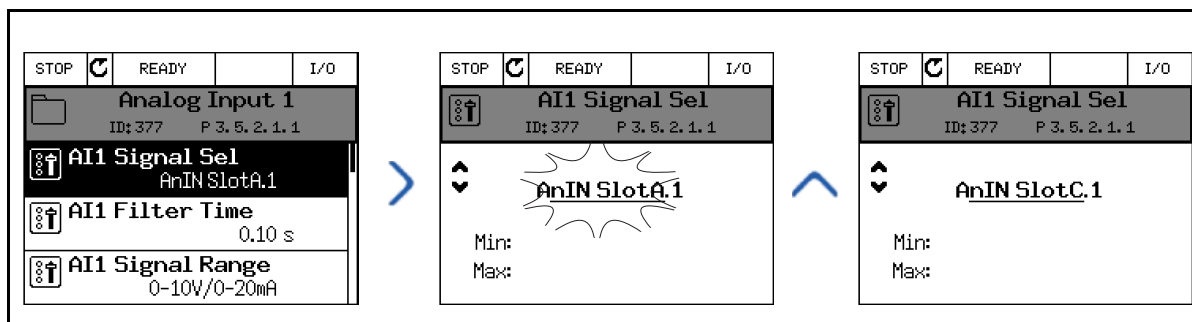 STOP READY I/O
Analog Input 1
ID:377 P3.5.2.1.1
AI1 Signal Sel
AnIN SlotA.1
AI1 Filter Time
0.10 s
AI1 Signal Range
0-10V/0-20mA
STOP READY I/O
AI1 Signal Sel
ID:377 P3.5.2.1.1
AnIN SlotA.1
Min:
Max:
STOP READY I/O
AI1 Signal Sel
ID:377 P3.5.2.1.1
AnIN SlotC.1
Min:
Max: